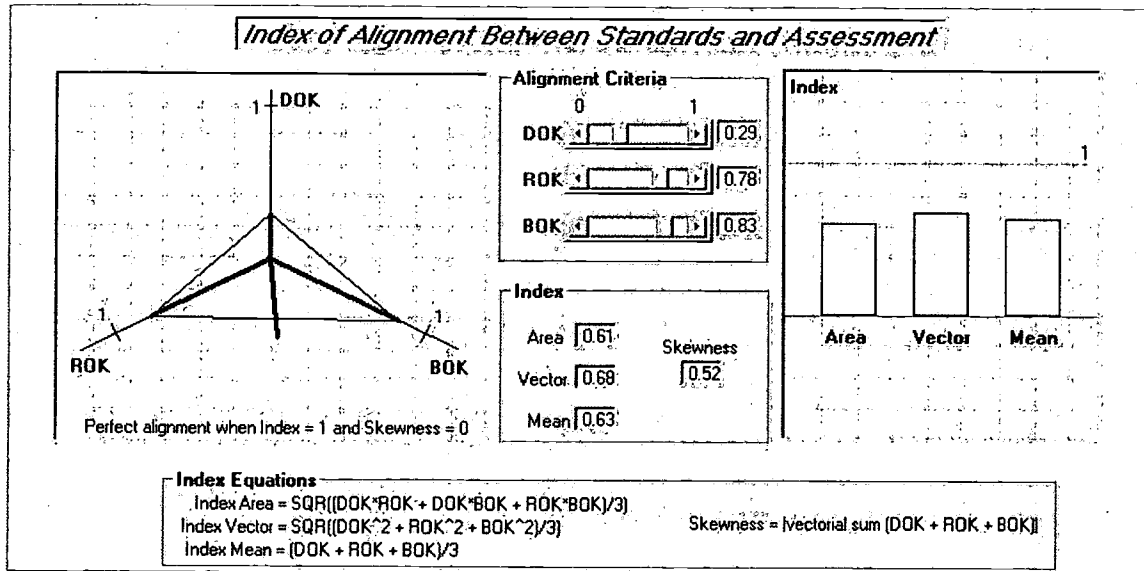 Index of Alignment Between Standards and Assessment
1 DOK
1
ROK
1
BOK
Perfect alignment when Index = 1 and Skewness = 0
Alignment Criteria
0 1
DOK 0.29
ROK 0.78
BOK 0.83
Index
Area 0.61
Vector 0.68
Mean 0.63
Skewness
0.52
Index
1
Area Vector Mean
Index Equations
Index Area = SQR((DOK*ROK + DOK*BOK + ROK*BOK)/3)
Index Vector = SQR((DOK^2 + ROK^2 + BOK^2)/3)
Index Mean = (DOK + ROK + BOK)/3
Skewness = |vectorial sum (DOK + ROK + BOK)|